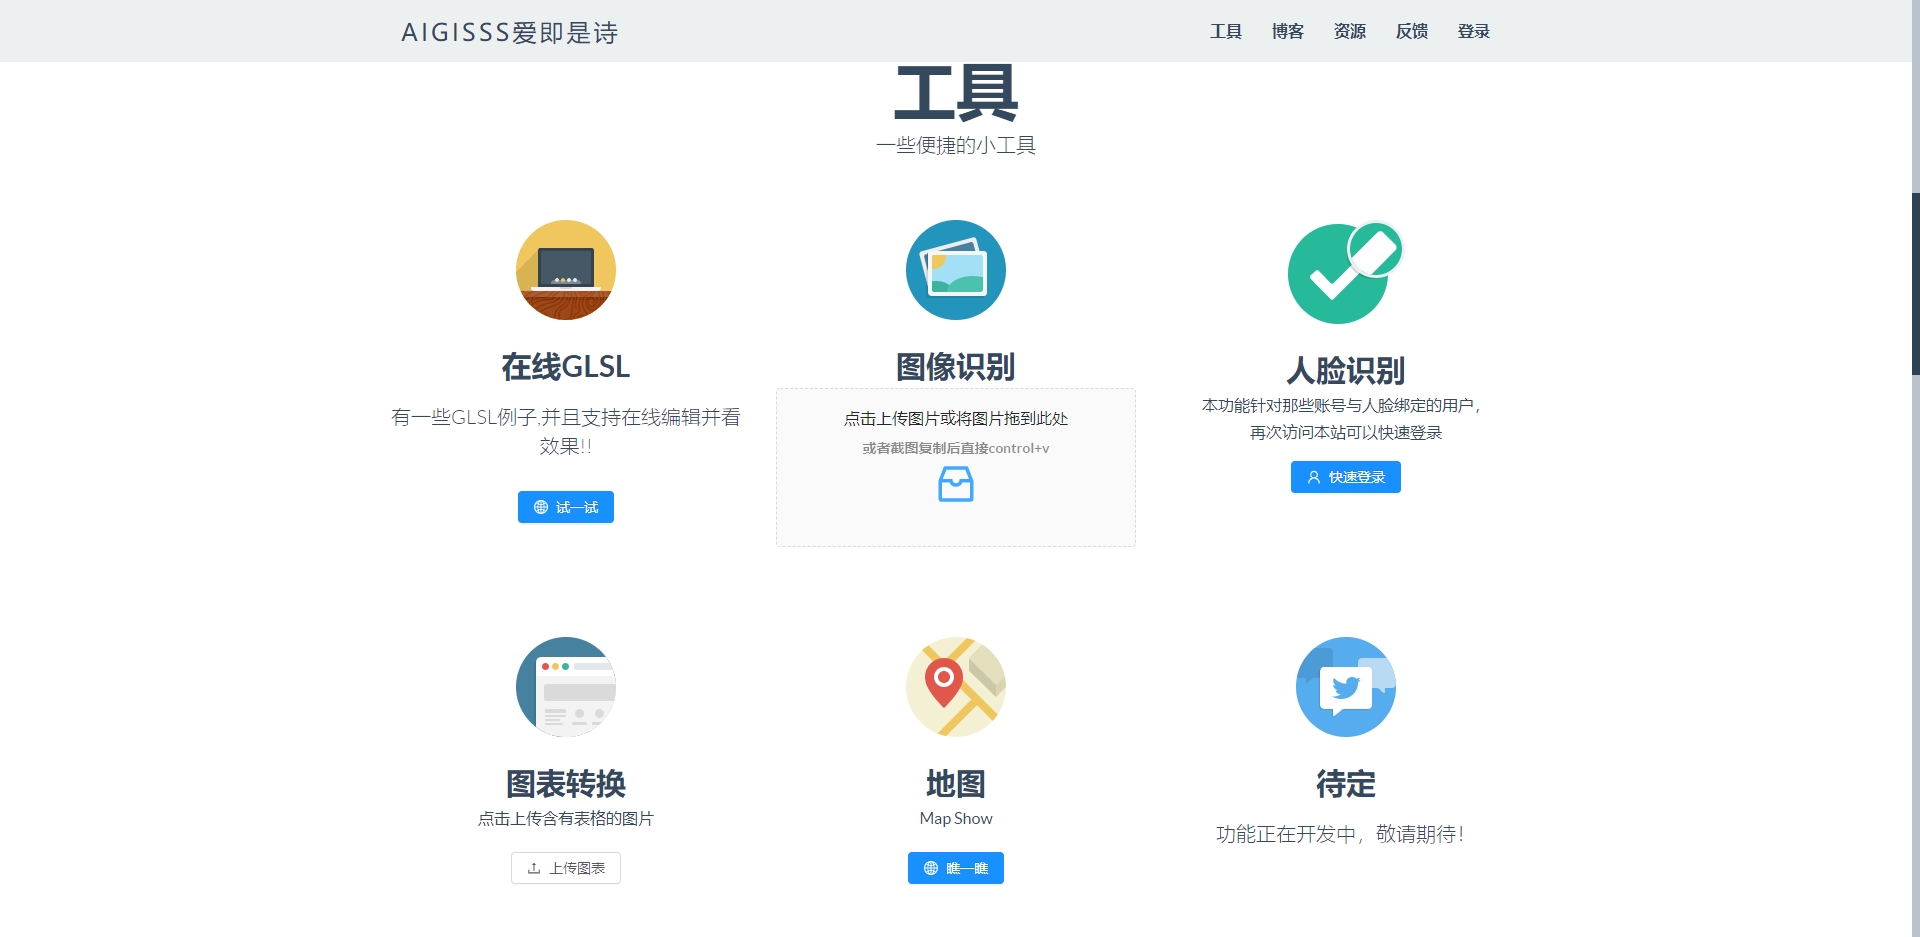 AIGISSS爱即是诗
工具 博客 资源 反馈 登录
工具
一些便捷的小工具
在线GLSL
有一些GLSL例子,并且支持在线编辑并看
效果!!
试一试
图像识别
点击上传图片或将图片拖到此处
或者截图复制后直接control+v
人脸识别
本功能针对那些账号与人脸绑定的用户，
再次访问本站可以快速登录
快速登录
图表转换
点击上传含有表格的图片
上传图表
地图
Map Show
瞧一瞧
待定
功能正在开发中，敬请期待！